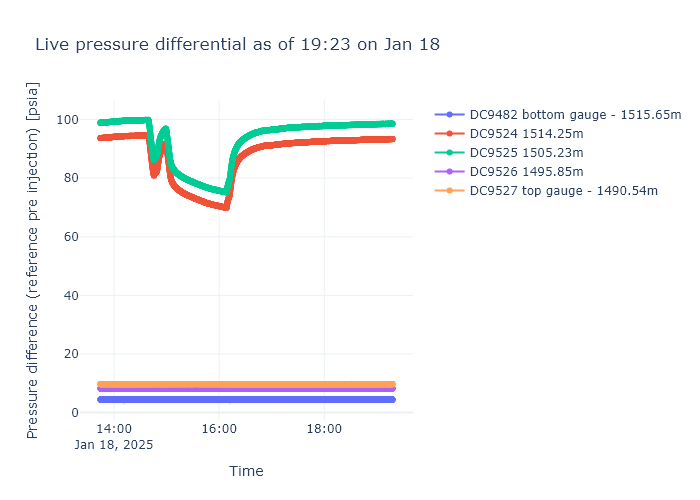 Live pressure differential as of 19:23 on Jan 18
Pressure difference (reference pre injection) [psia]
100
80
60
40
20
0
14:00
Jan 18, 2025
16:00
18:00
Time
DC9482 bottom gauge - 1515.65m
DC9524 1514.25m
DC9525 1505.23m
DC9526 1495.85m
DC9527 top gauge - 1490.54m